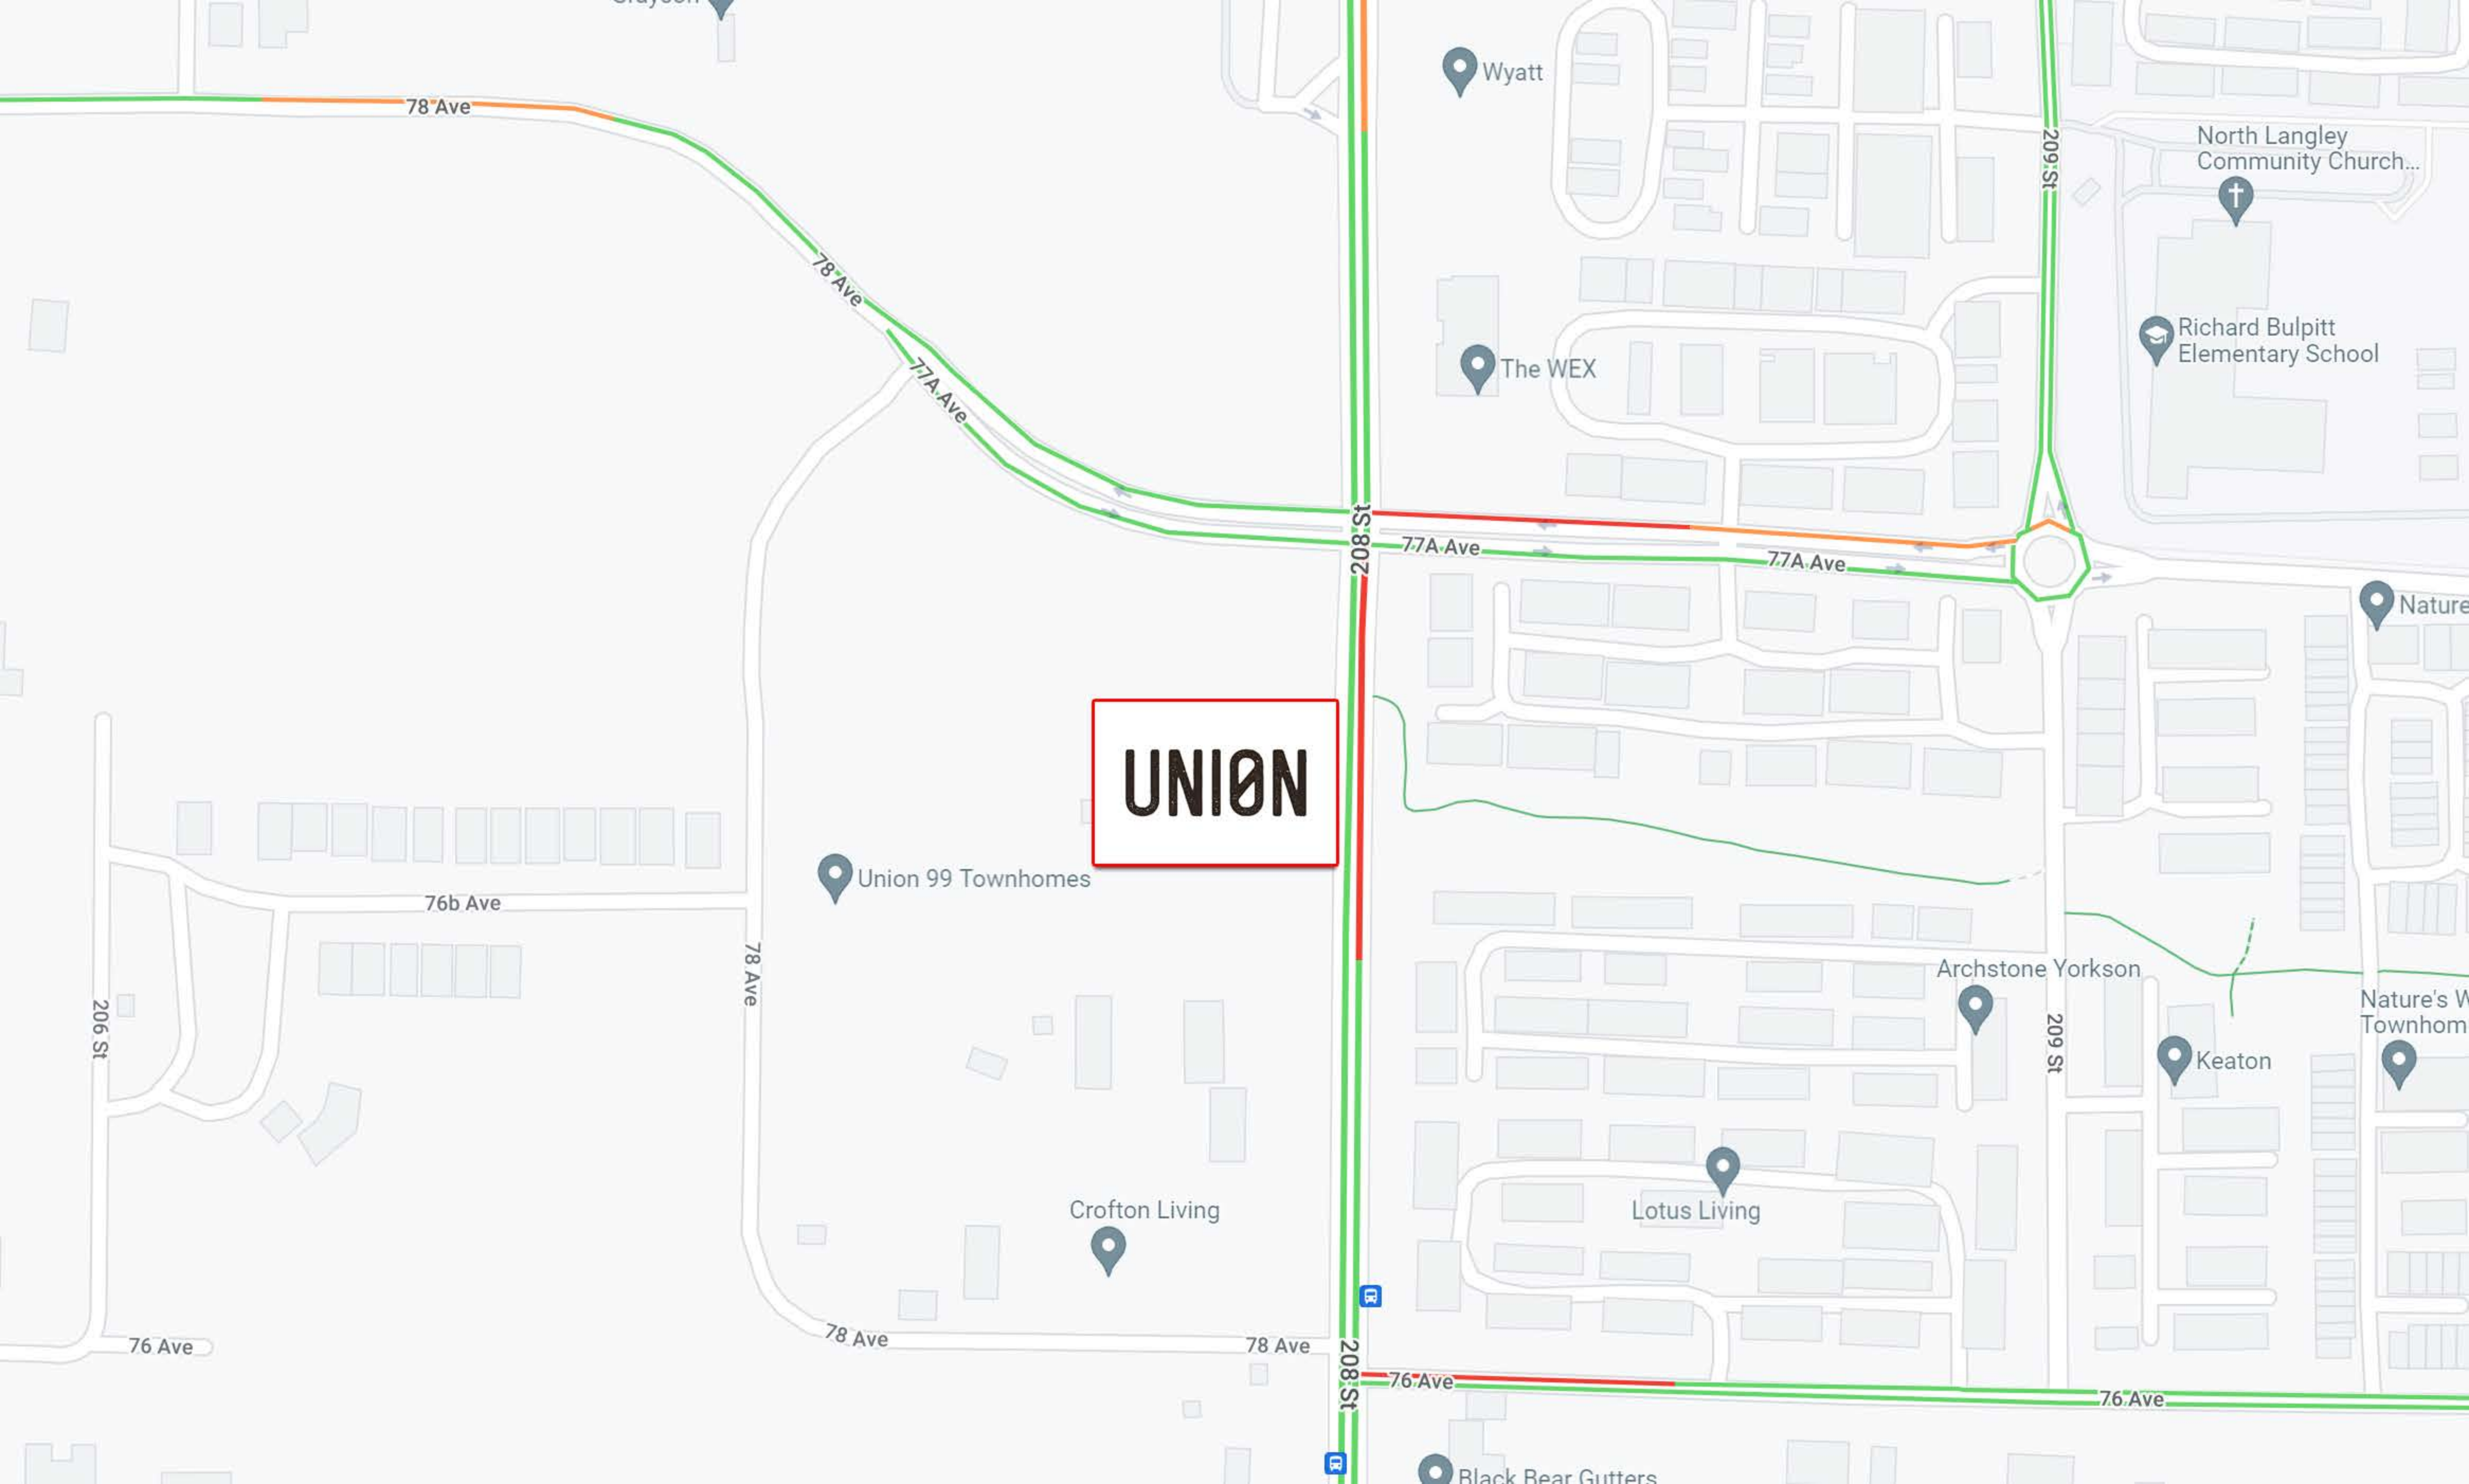 Grayson
78 Ave
Wyatt
209 St
North Langley
Community Church...
78 Ave
Richard Bulpitt
Elementary School
The WEX
77A Ave
208 St
77A Ave
77A Ave
Nature
UNIØN
Union 99 Townhomes
76b Ave
78 Ave
Archstone Yorkson
206 St
209 St
Nature's W
Townhom
Keaton
Crofton Living
Lotus Living
78 Ave
78 Ave
76 Ave
208 St
76 Ave
76 Ave
Black Bear Gutters